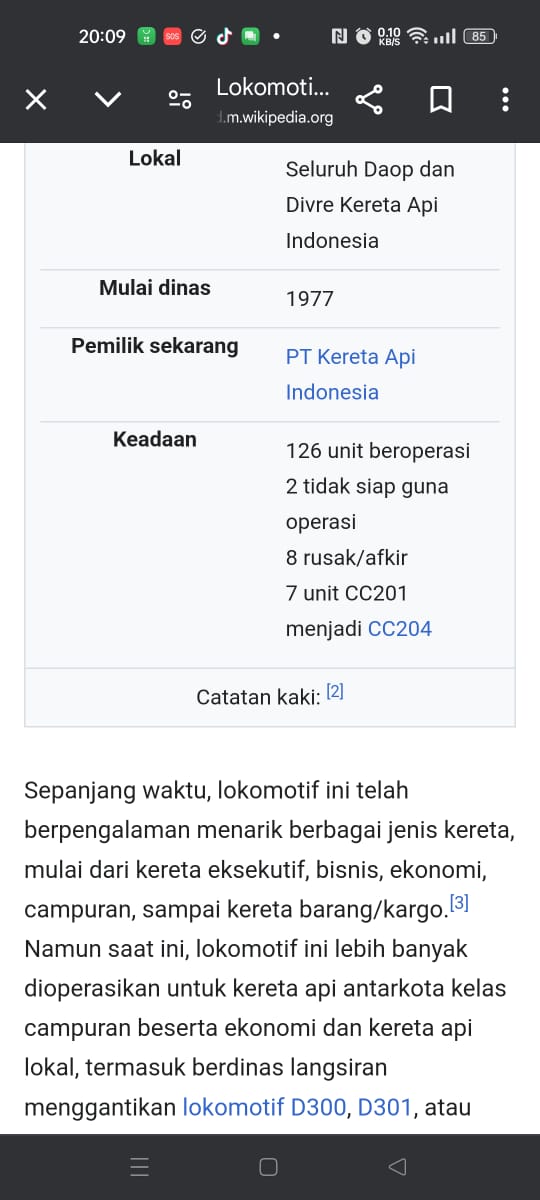 20:09 SOS 0.10 KB/S 85
Lokomoti...
.m.wikipedia.org
Lokal
Seluruh Daop dan
Divre Kereta Api
Indonesia
Mulai dinas
1977
Pemilik sekarang
PT Kereta Api
Indonesia
Keadaan
126 unit beroperasi
2 tidak siap guna
operasi
8 rusak/afkir
7 unit CC201
menjadi CC204
Catatan kaki: [2]
Sepanjang waktu, lokomotif ini telah
berpengalaman menarik berbagai jenis kereta,
mulai dari kereta eksekutif, bisnis, ekonomi,
campuran, sampai kereta barang/kargo.[3]
Namun saat ini, lokomotif ini lebih banyak
dioperasikan untuk kereta api antarkota kelas
campuran beserta ekonomi dan kereta api
lokal, termasuk berdinas langsiran
menggantikan lokomotif D300, D301, atau